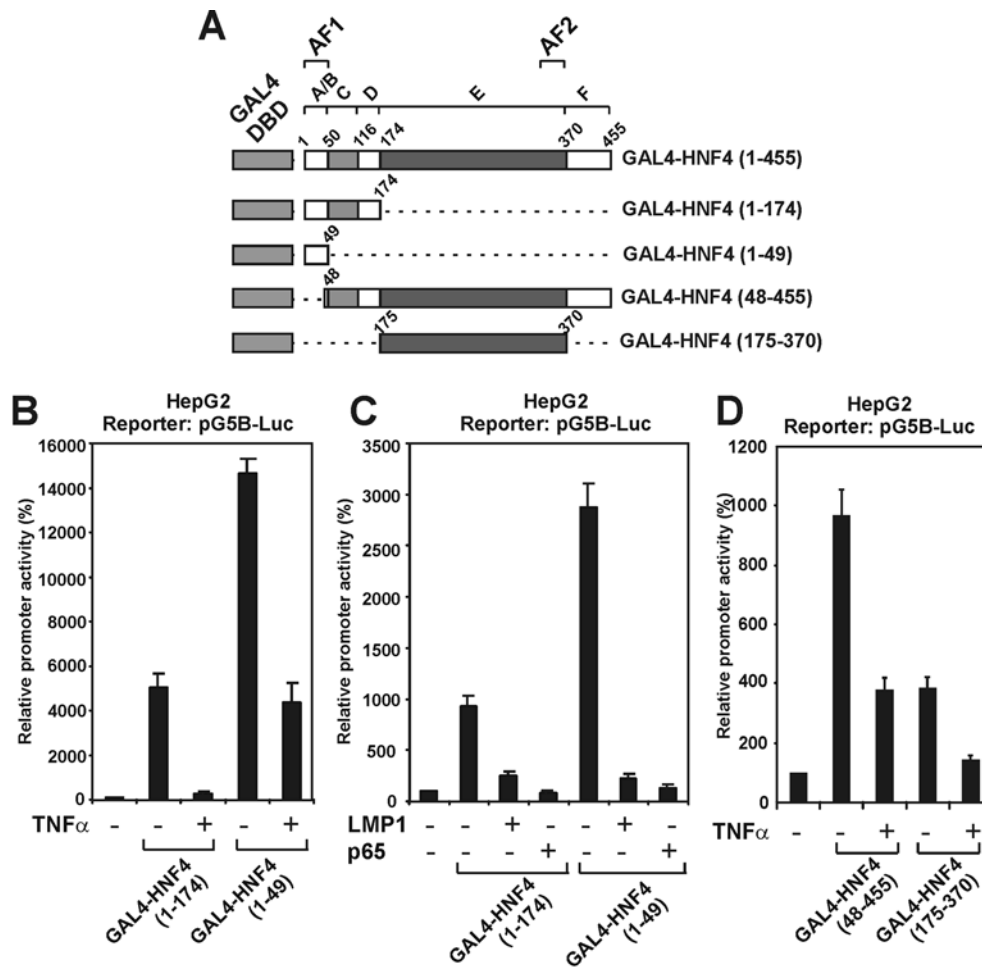 A
AF1
AF2
GAL4
DBD
A/B
C
D
E
F
1
50
116
174
370
455
GAL4-HNF4 (1-455)
174
GAL4-HNF4 (1-174)
49
GAL4-HNF4 (1-49)
48
GAL4-HNF4 (48-455)
175
370
GAL4-HNF4 (175-370)
B
HepG2
Reporter: pG5B-Luc
Relative promoter activity (%)
16000
14000
12000
10000
8000
6000
4000
2000
0
TNFα - - + - +
GAL4-HNF4
(1-174)
GAL4-HNF4
(1-49)
C
HepG2
Reporter: pG5B-Luc
Relative promoter activity (%)
3500
3000
2500
2000
1500
1000
500
0
LMP1 - - + - - + -
p65 - - - + - - +
GAL4-HNF4
(1-174)
GAL4-HNF4
(1-49)
D
HepG2
Reporter: pG5B-Luc
Relative promoter activity (%)
1200
1000
800
600
400
200
0
TNFα - - + - +
GAL4-HNF4
(48-455)
GAL4-HNF4
(175-370)